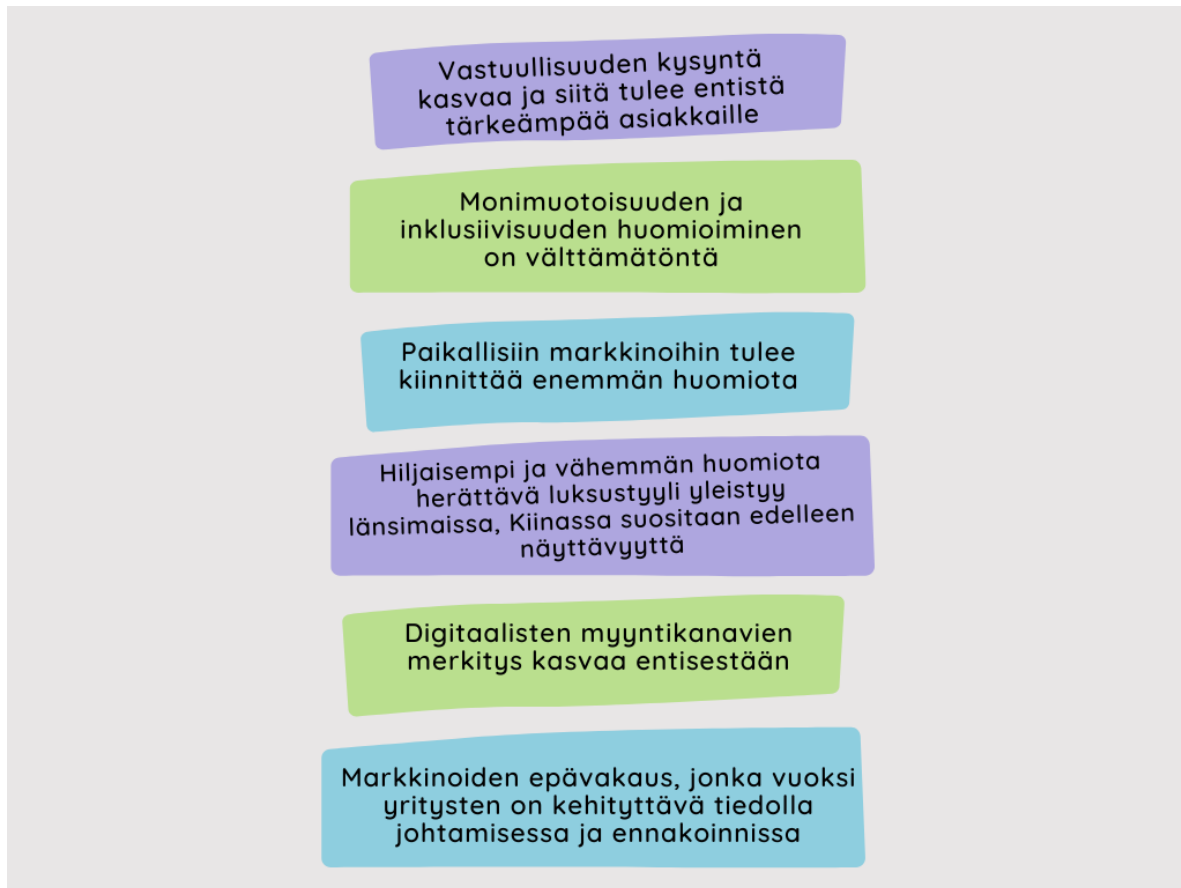 Vastuullisuuden kysyntä
kasvaa ja siitä tulee entistä
tärkeämpää asiakkaille
Monimuotoisuuden ja
inklusiivisuuden huomioiminen
on välttämätöntä
Paikallisiin markkinoihin tulee
kiinnittää enemmän huomiota
Hiljaisempi ja vähemmän huomiota
herättävä luksustyyli yleistyy
länsimaissa, Kiinassa suositaan edelleen
näyttävyyttä
Digitaalisten myyntikanavien
merkitys kasvaa entisestään
Markkinoiden epävakaus, jonka vuoksi
yritysten on kehityttävä tiedolla
johtamisessa ja ennakoinnissa